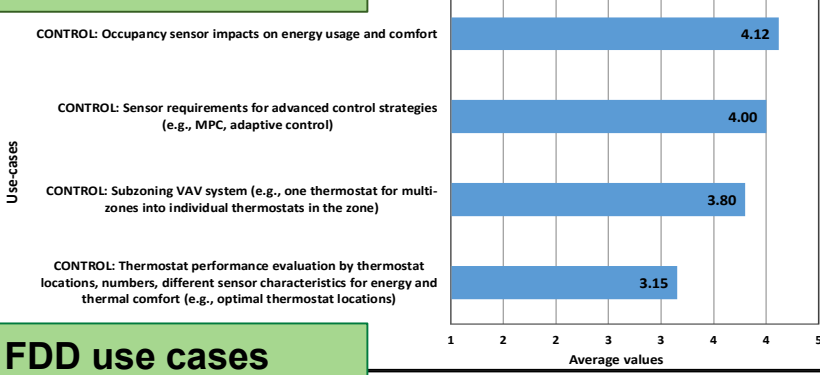 CONTROL: Occupancy sensor impacts on energy usage and comfort
4.12
CONTROL: Sensor requirements for advanced control strategies
(e.g., MPC, adaptive control)
4.00
Use-cases
CONTROL: Subzoning VAV system (e.g., one thermostat for multi-
zones into individual thermostats in the zone)
3.80
CONTROL: Thermostat performance evaluation by thermostat
locations, numbers, different sensor characteristics for energy and
thermal comfort (e.g., optimal thermostat locations)
3.15
1 2 2 3 3 4 4 5
Average values
FDD use cases